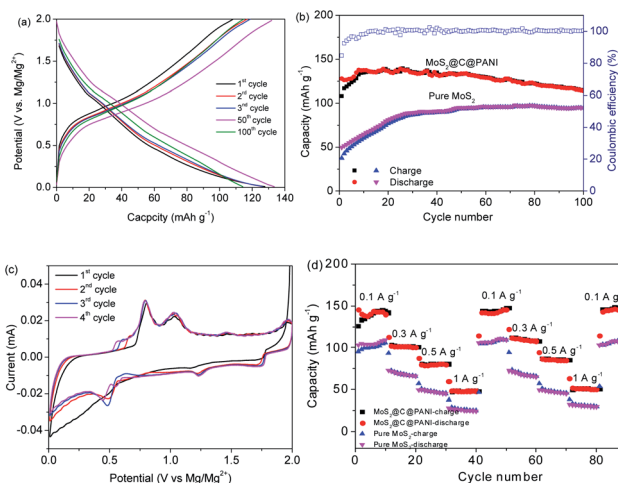 (a)
Potential (V vs. Mg/Mg²⁺)
2.0
1.5
1.0
0.5
0.0
1ˢᵗ cycle
2ʳᵈ cycle
3ʳᵈ cycle
50ᵗʰ cycle
100ᵗʰ cycle
0 20 40 60 80 100 120 140
Cacpcity (mAh g⁻¹)
(b)
Capacity (mAh g⁻¹)
200
150
100
50
0
MoS₂@C@PANI
Pure MoS₂
Charge
Discharge
100
80
60
40
20
0
Coulombic efficiency (%)
0 20 40 60 80 100
Cycle number
(c)
Current (mA)
0.04
0.02
0.00
-0.02
-0.04
1ˢᵗ cycle
2ⁿᵈ cycle
3ʳᵈ cycle
4ᵗʰ cycle
0.0 0.5 1.0 1.5 2.0
Potential (V vs Mg/Mg²⁺)
(d)
Capacity (mAh g⁻¹)
200
150
100
50
0
0.1 A g⁻¹
0.3 A g⁻¹
0.5 A g⁻¹
1 A g⁻¹
0.1 A g⁻¹
0.3 A g⁻¹
0.5 A g⁻¹
1 A g⁻¹
0.1 A g⁻¹
MoS₂@C@PANI-charge
MoS₂@C@PANI-discharge
Pure MoS₂-charge
Pure MoS₂-discharge
0 20 40 60 80
Cycle number